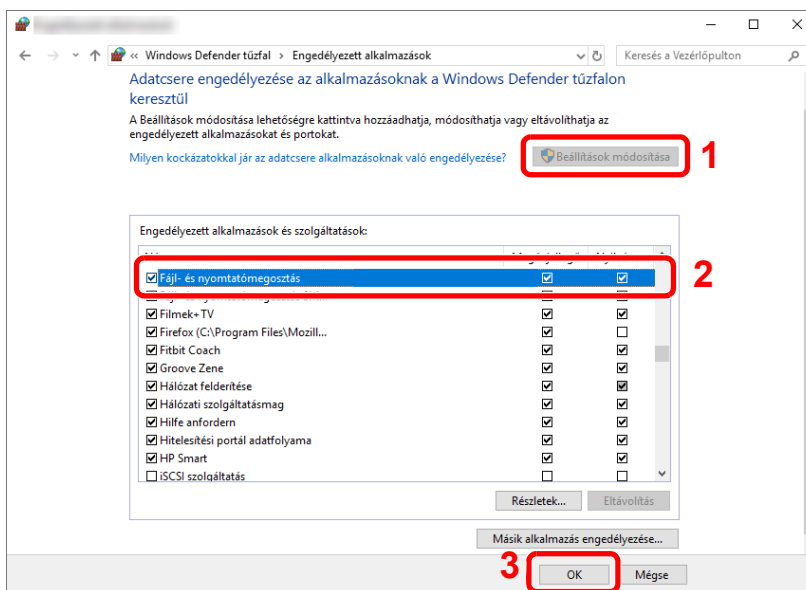 « Windows Defender tűzfal › Engedélyezett alkalmazások
Keresés a Vezérlőpulton
Adatcsere engedélyezése az alkalmazásoknak a Windows Defender tűzfalon
keresztül
A Beállítások módosítása lehetőségre kattintva hozzáadhatja, módosíthatja vagy eltávolíthatja az
engedélyezett alkalmazásokat és portokat.
Milyen kockázatokkal jár az adatcsere alkalmazásoknak való engedélyezése?
Beállítások módosítása
1
Engedélyezett alkalmazások és szolgáltatások:
Fájl- és nyomtatómegosztás
2
Filmek+TV
Firefox (C:\Program Files\Mozill...
Fitbit Coach
Groove Zene
Hálózat felderítése
Hálózati szolgáltatásmag
Hilfe anfordern
Hitelesítési portál adatfolyama
HP Smart
iSCSI szolgáltatás
Részletek...
Eltávolítás
Másik alkalmazás engedélyezése...
3
OK
Mégse